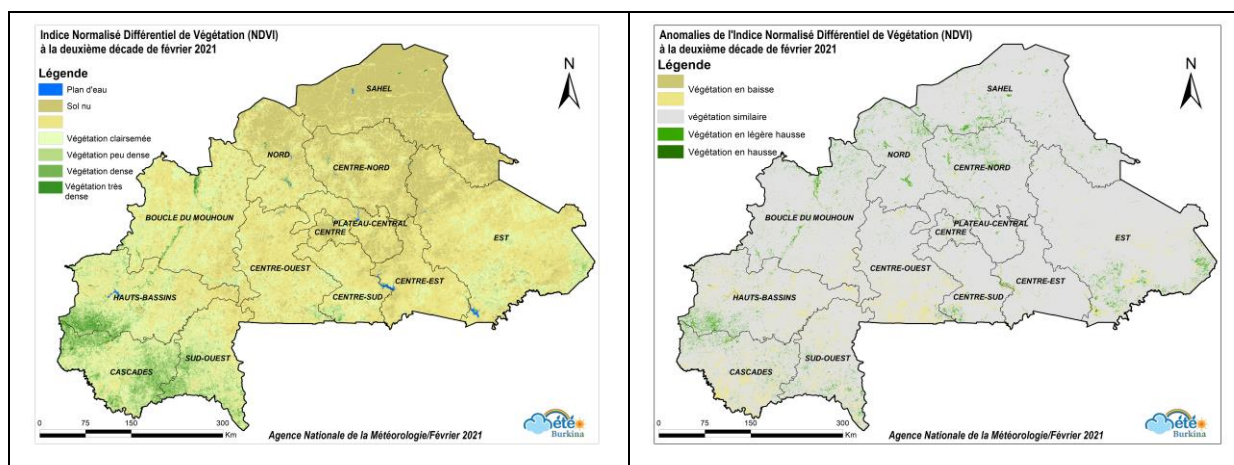 Indice Normalisé Différentiel de Végétation (NDVI)
à la deuxième décade de février 2021
Légende
Plan d'eau
Sol nu
Végétation clairsemée
Végétation peu dense
Végétation dense
Végétation très
dense
N
SAHEL
NORD
CENTRE-NORD
BOUCLE DU MOUHOUN
PLATEAU-CENTRAL
CENTRE
EST
CENTRE-OUEST
CENTRE-EST
HAUTS-BASSINS
CENTRE-SUD
SUD-OUEST
CASCADES
0 75 150 300
Km
Agence Nationale de la Météorologie/Février 2021
Météo
Burkina
Anomalies de l'Indice Normalisé Différentiel de Végétation (NDVI)
à la deuxième décade de février 2021
Légende
Végétation en baisse
végétation similaire
Végétation en légère hausse
Végétation en hausse
N
SAHEL
NORD
CENTRE-NORD
BOUCLE DU MOUHOUN
PLATEAU-CENTRAL
CENTRE
EST
CENTRE-OUEST
CENTRE-EST
HAUTS-BASSINS
CENTRE-SUD
SUD-OUEST
CASCADES
0 75 150 300
Km
Agence Nationale de la Météorologie/Février 2021
Météo
Burkina